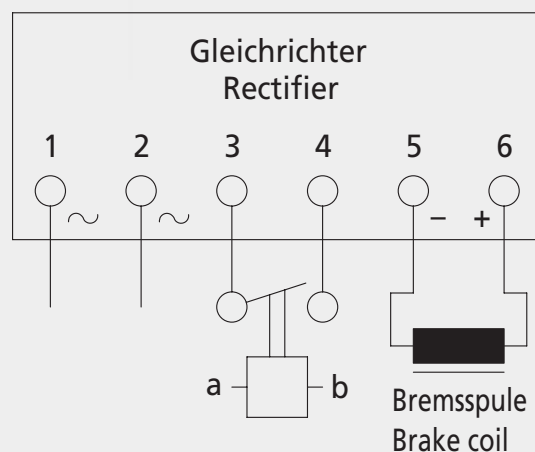 Gleichrichter
Rectifier
1 2 3 4 5 6
~ ~ – +
a b
Bremsspule
Brake coil